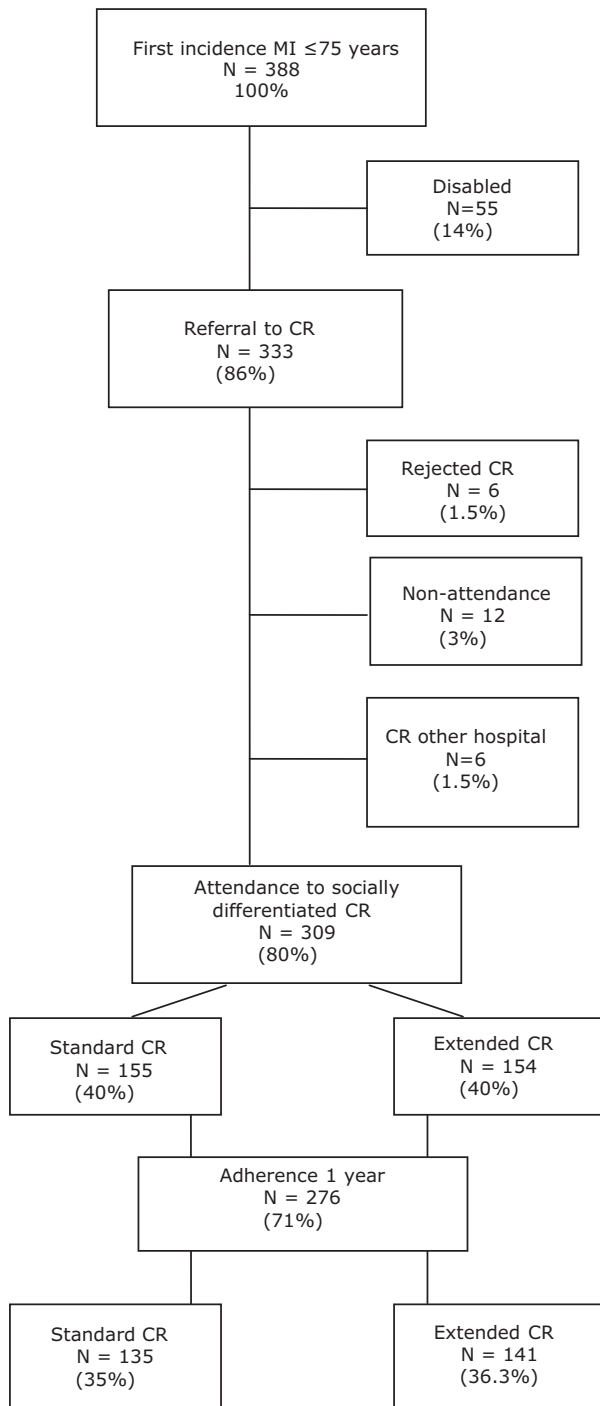 First incidence MI ≤75 years
N = 388
100%
Disabled
N=55
(14%)
Referral to CR
N = 333
(86%)
Rejected CR
N = 6
(1.5%)
Non-attendance
N = 12
(3%)
CR other hospital
N=6
(1.5%)
Attendance to socially
differentiated CR
N = 309
(80%)
Standard CR
N = 155
(40%)
Extended CR
N = 154
(40%)
Adherence 1 year
N = 276
(71%)
Standard CR
N = 135
(35%)
Extended CR
N = 141
(36.3%)